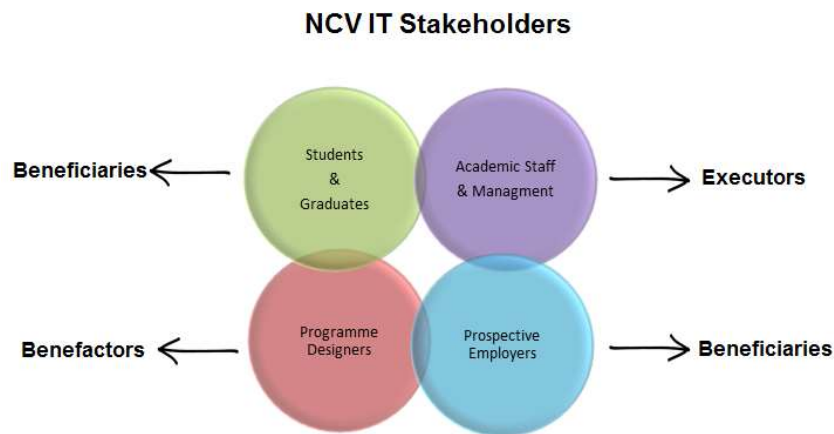 NCV IT Stakeholders
Students
&
Graduates
Academic Staff
& Managment
Beneficiaries
Executors
Programme
Designers
Prospective
Employers
Benefactors
Beneficiaries